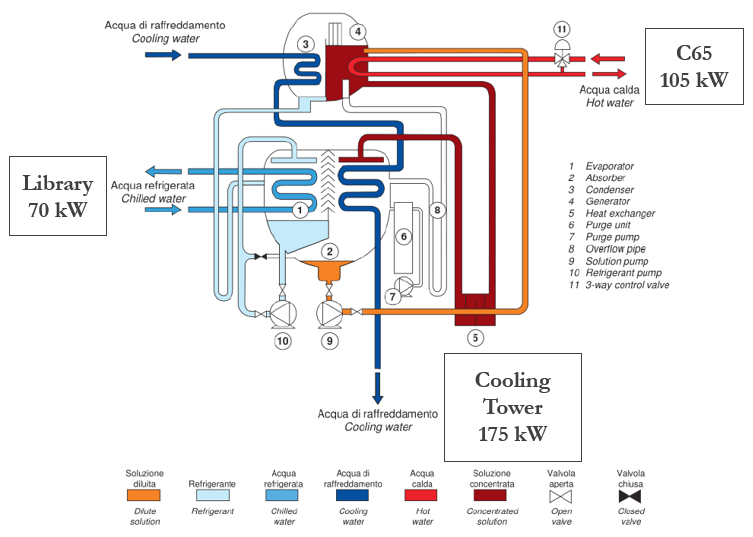 Acqua di raffreddamento
Cooling water
3
4
11
C65
105 kW
Acqua calda
Hot water
Library
70 kW
Acqua refrigerata
Chilled water
1
2
6
7
8
10
9
5
1 Evaporator
2 Absorber
3 Condenser
4 Generator
5 Heat exchanger
6 Purge unit
7 Purge pump
8 Overflow pipe
9 Solution pump
10 Refrigerant pump
11 3-way control valve
Cooling
Tower
175 kW
Acqua di raffreddamento
Cooling water
Soluzione
diluita
Dilute
solution
Refrigerante
Refrigerant
Acqua
refrigerata
Chilled
water
Acqua di
raffreddamento
Cooling
water
Acqua
calda
Hot
water
Soluzione
concentrata
Concentrated
solution
Valvola
aperta
Open
valve
Valvola
chiusa
Closed
valve